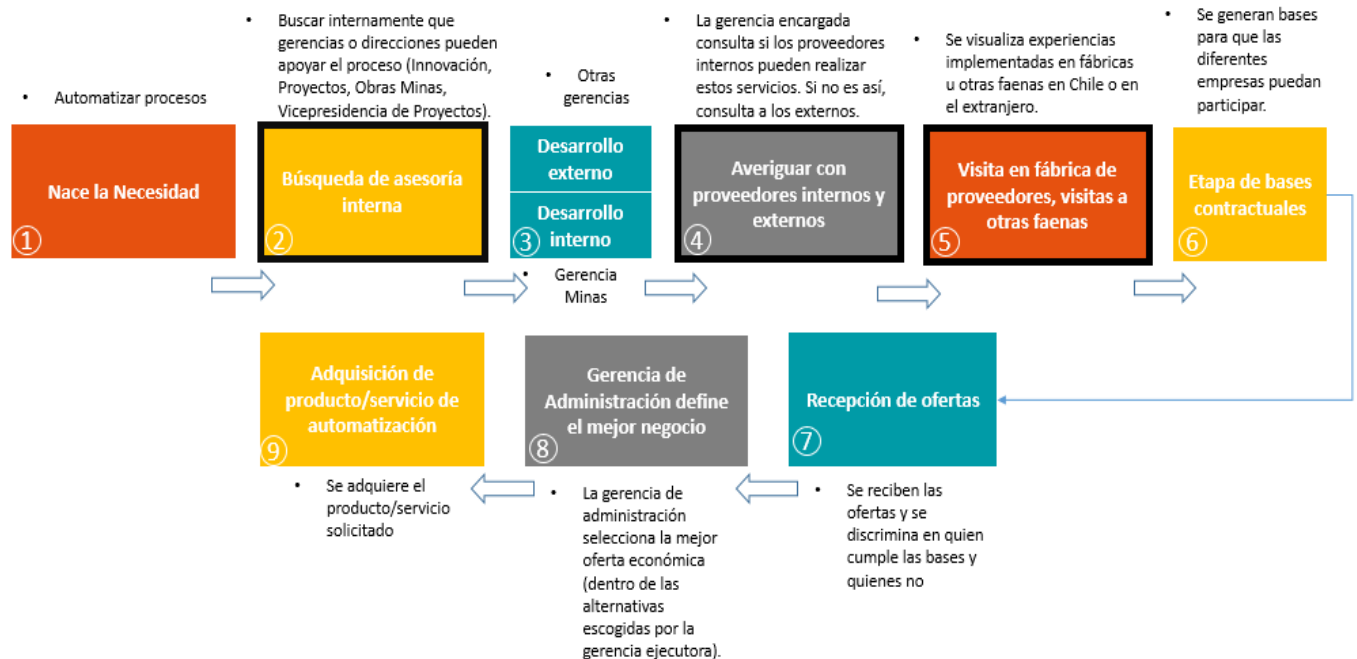 • Automatizar procesos
Nace la Necesidad
①
• Buscar internamente que
gerencias o direcciones pueden
apoyar el proceso (Innovación,
Proyectos, Obras Minas,
Vicepresidencia de Proyectos).
Búsqueda de asesoría
interna
②
• Otras
gerencias
Desarrollo
externo
Desarrollo
interno
③
• Gerencia
Minas
• La gerencia encargada
consulta si los proveedores
internos pueden realizar
estos servicios. Si no es así,
consulta a los externos.
Averiguar con
proveedores internos y
externos
④
• Se visualiza experiencias
implementadas en fábricas
u otras faenas en Chile o en
el extranjero.
Visita en fábrica de
proveedores, visitas a
otras faenas
⑤
• Se generan bases
para que las
diferentes
empresas puedan
participar.
Etapa de bases
contractuales
⑥
Recepción de ofertas
⑦
• Se reciben las
ofertas y se
discrimina en quien
cumple las bases y
quienes no
Gerencia de
Administración define
el mejor negocio
⑧
• La gerencia de
administración
selecciona la mejor
oferta económica
(dentro de las
alternativas
escogidas por la
gerencia ejecutora).
Adquisición de
producto/servicio de
automatización
⑨
• Se adquiere el
producto/servicio
solicitado